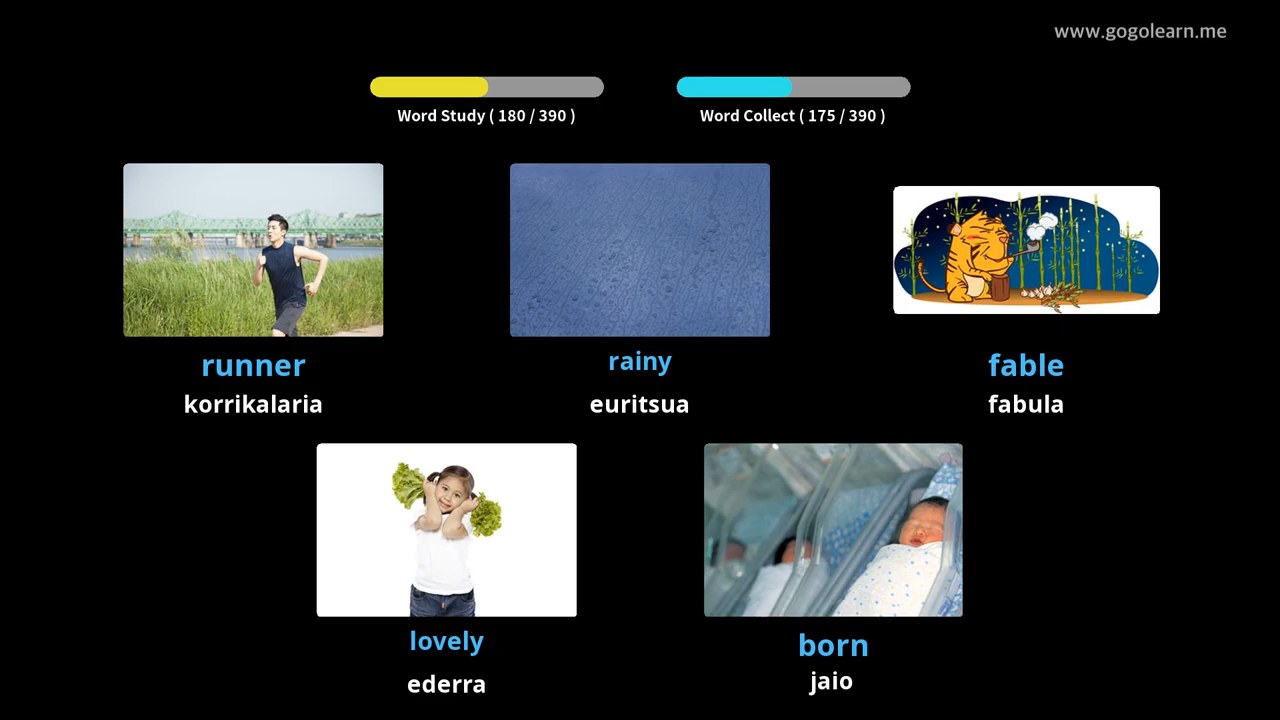 www.gogolearn.me
Word Study ( 180 / 390 )
Word Collect ( 175 / 390 )
runner
korrikalaria
rainy
euritsua
fable
fabula
lovely
ederra
born
jaio